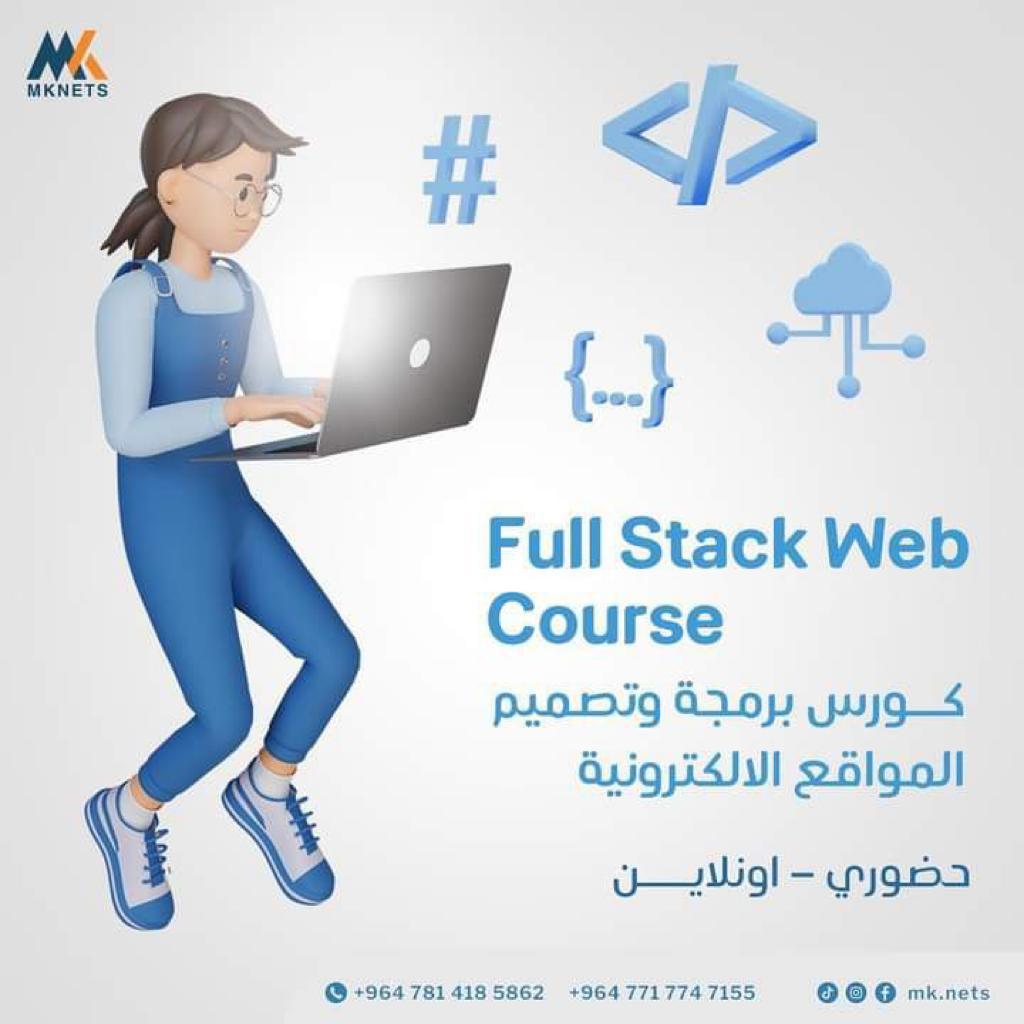 MKNETS
#
</>
{...}
Full Stack Web
Course
كـــورس برمجة وتصميم
المواقع الالكترونية
حضوري – اونلايـــــن
+964 781 418 5862 +964 771 774 7155 mk.nets